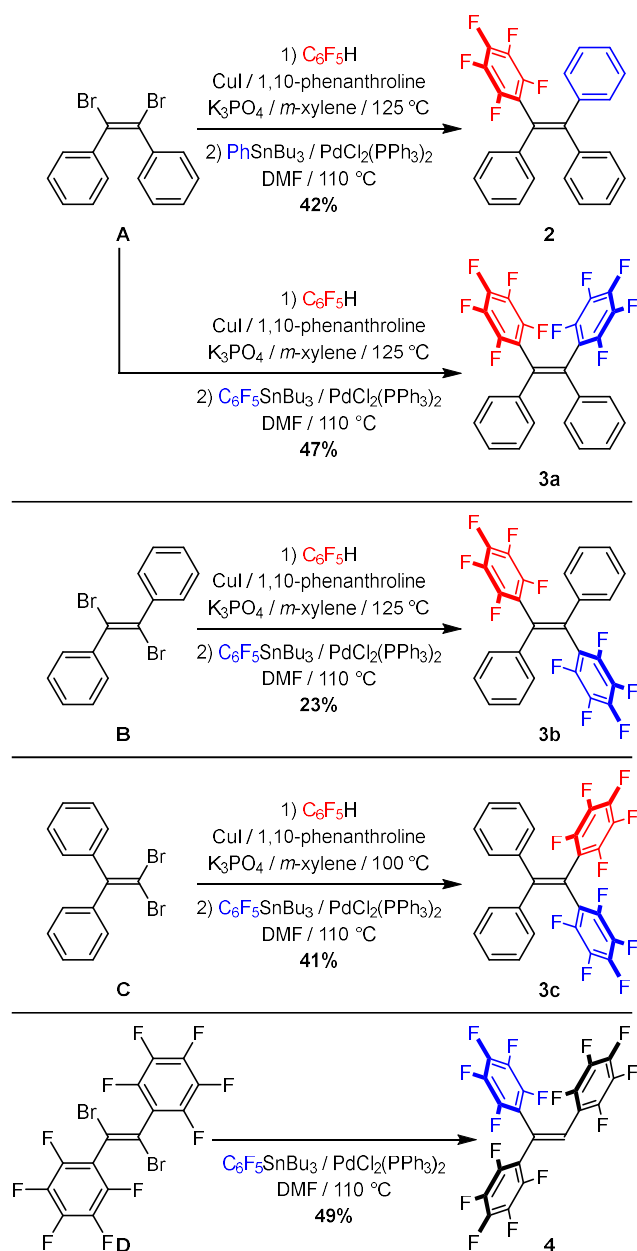 1) C₆F₅H
CuI / 1,10-phenanthroline
K₃PO₄ / m-xylene / 125 °C
2) PhSnBu₃ / PdCl₂(PPh₃)₂
DMF / 110 °C
42%
Br Br
A
F F F F F
2
1) C₆F₅H
CuI / 1,10-phenanthroline
K₃PO₄ / m-xylene / 125 °C
2) C₆F₅SnBu₃ / PdCl₂(PPh₃)₂
DMF / 110 °C
47%
F F F F F F F F F F
3a
1) C₆F₅H
CuI / 1,10-phenanthroline
K₃PO₄ / m-xylene / 125 °C
2) C₆F₅SnBu₃ / PdCl₂(PPh₃)₂
DMF / 110 °C
23%
Br
Br
B
F F F F F
F F F F F
3b
1) C₆F₅H
CuI / 1,10-phenanthroline
K₃PO₄ / m-xylene / 100 °C
2) C₆F₅SnBu₃ / PdCl₂(PPh₃)₂
DMF / 110 °C
41%
Br
Br
C
F F F F F
F F F F F
3c
F F F F F
Br
Br
F F F F F
D
C₆F₅SnBu₃ / PdCl₂(PPh₃)₂
DMF / 110 °C
49%
F F F F F F F F F F
F F F F F
4